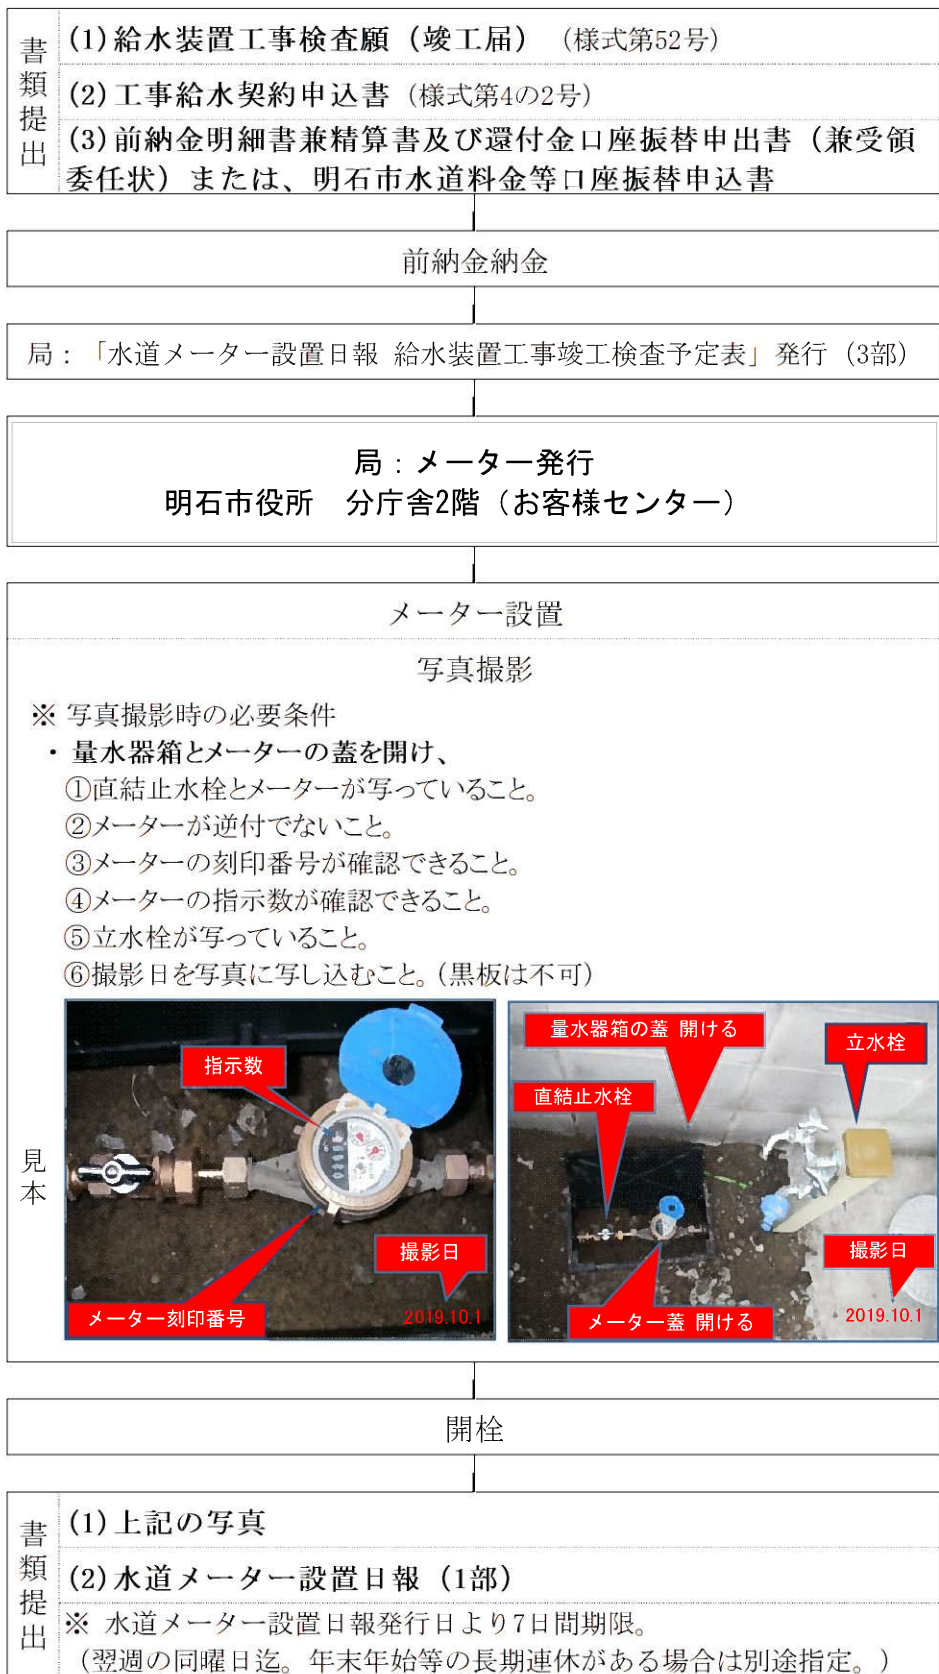 書類提出
(1)給水装置工事検査願（竣工届）（様式第52号）
(2)工事給水契約申込書（様式第4の2号）
(3)前納金明細書兼精算書及び還付金口座振替申出書（兼受領
委任状）または、明石市水道料金等口座振替申込書
前納金納金
局：「水道メーター設置日報 給水装置工事竣工検査予定表」発行（3部）
局：メーター発行
明石市役所　分庁舎2階（お客様センター）
メーター設置
写真撮影
※ 写真撮影時の必要条件
・量水器箱とメーターの蓋を開け、
①直結止水栓とメーターが写っていること。
②メーターが逆付でないこと。
③メーターの刻印番号が確認できること。
④メーターの指示数が確認できること。
⑤立水栓が写っていること。
⑥撮影日を写真に写し込むこと。（黒板は不可）
見本
指示数
撮影日
メーター刻印番号
2019.10.1
量水器箱の蓋 開ける
立水栓
直結止水栓
撮影日
メーター蓋 開ける
2019.10.1
開栓
書類提出
(1)上記の写真
(2)水道メーター設置日報（1部）
※ 水道メーター設置日報発行日より7日間期限。
（翌週の同曜日迄。年末年始等の長期連休がある場合は別途指定。）